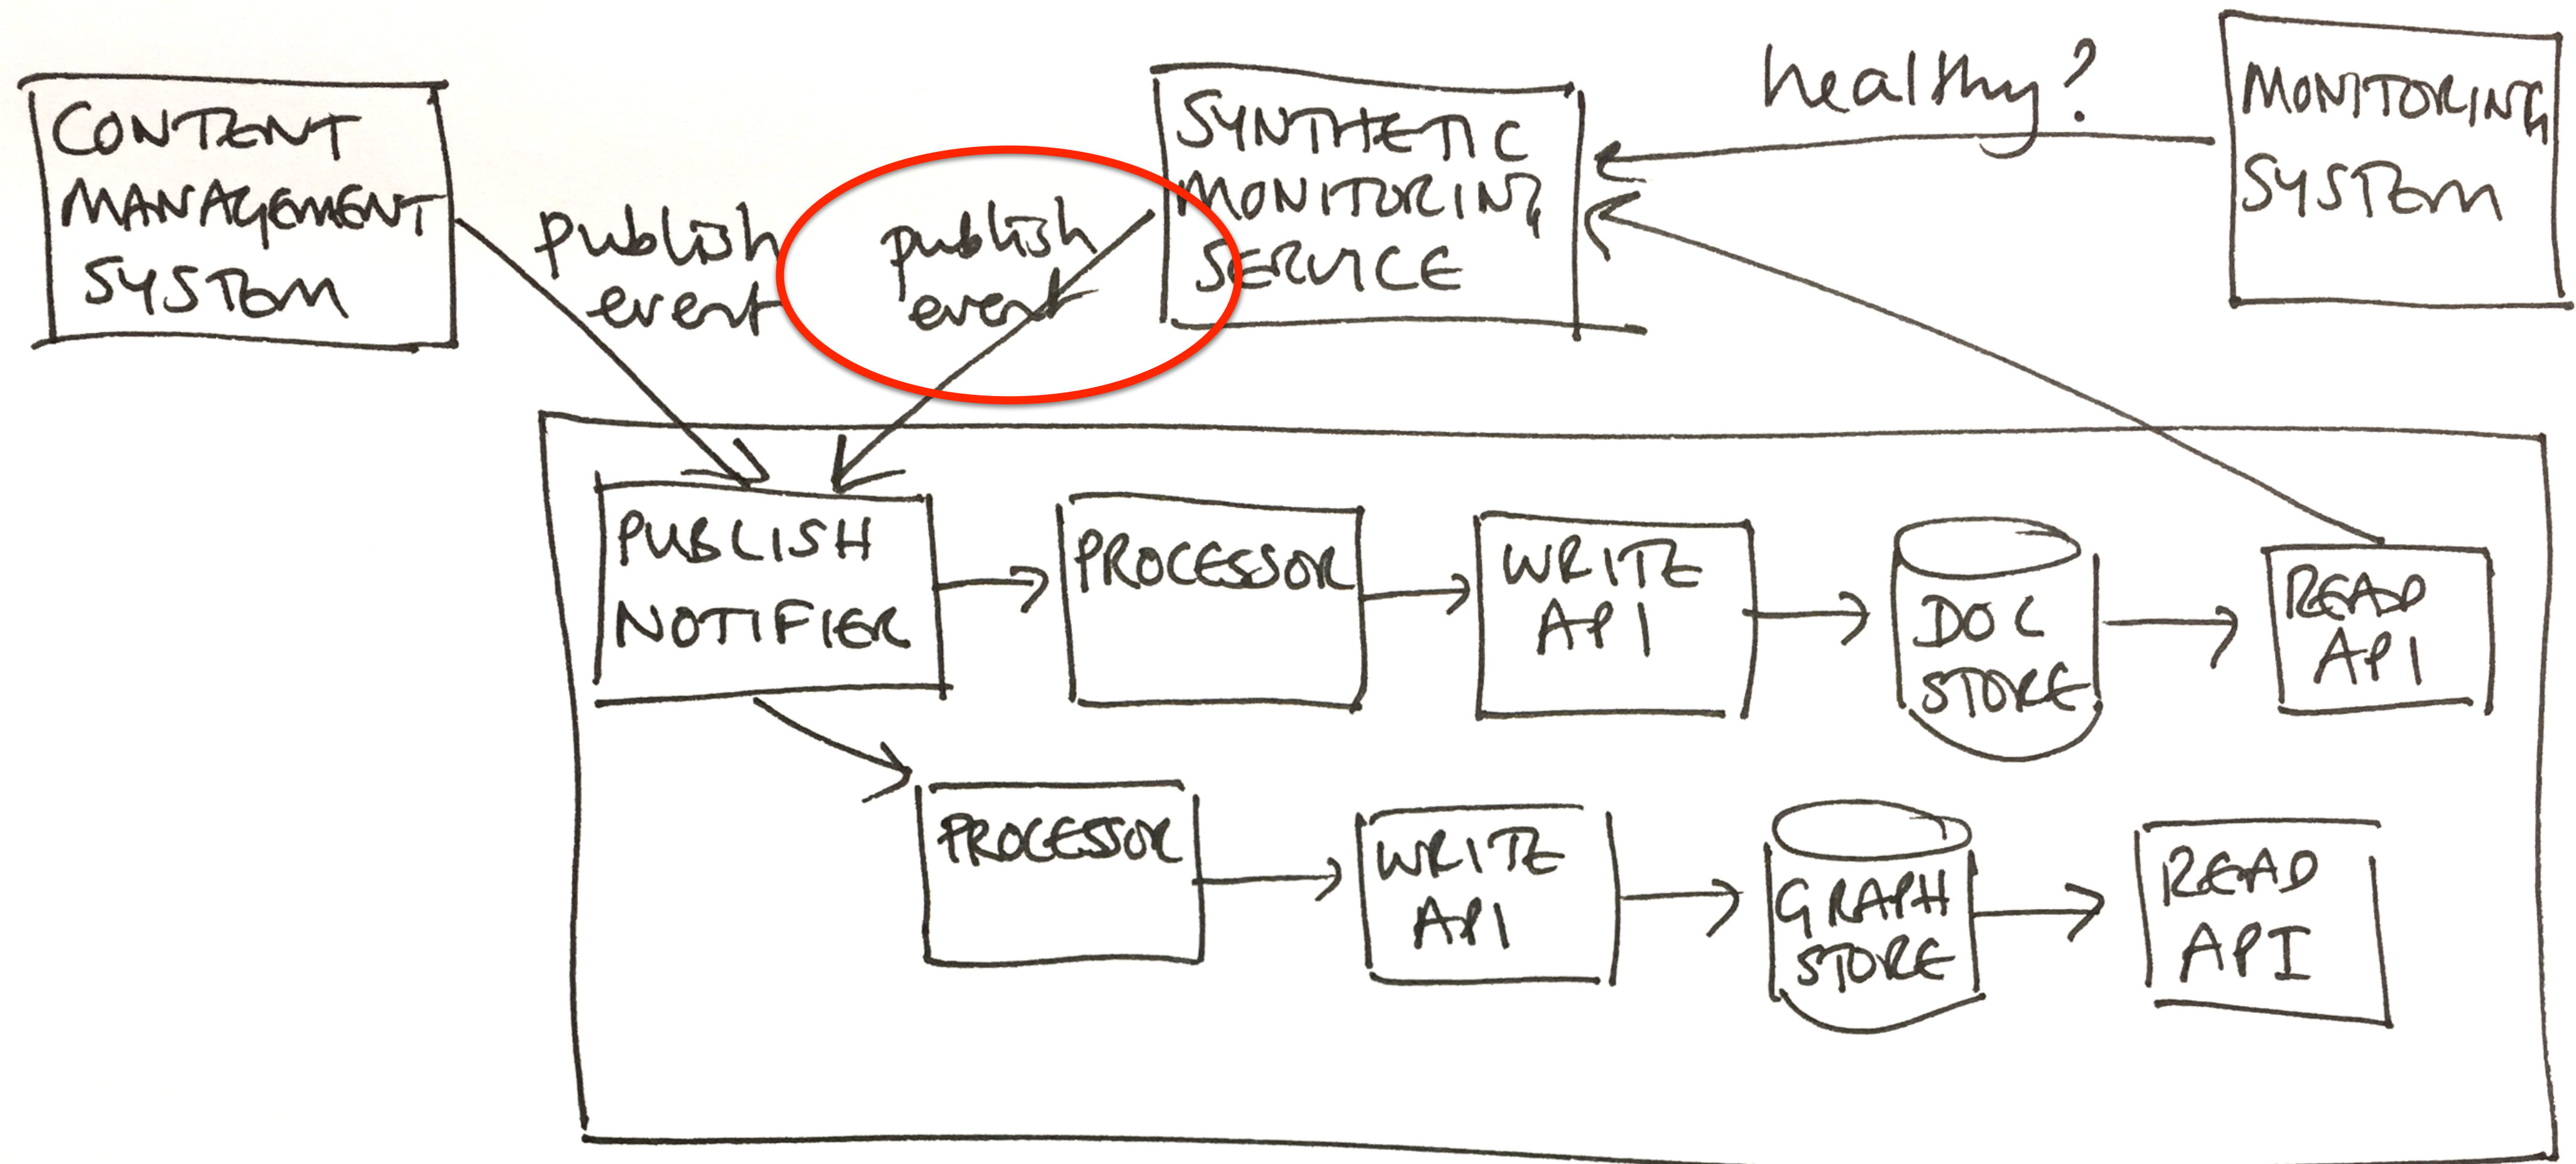 CONTENT
MANAGEMENT
SYSTEM
publish
event
publish
event
SYNTHETIC
MONITORING
SERVICE
healthy?
MONITORING
SYSTEM
PUBLISH
NOTIFIER
PROCESSOR
WRITE
API
DOC
STORE
READ
API
PROCESSOR
WRITE
API
GRAPH
STORE
READ
API